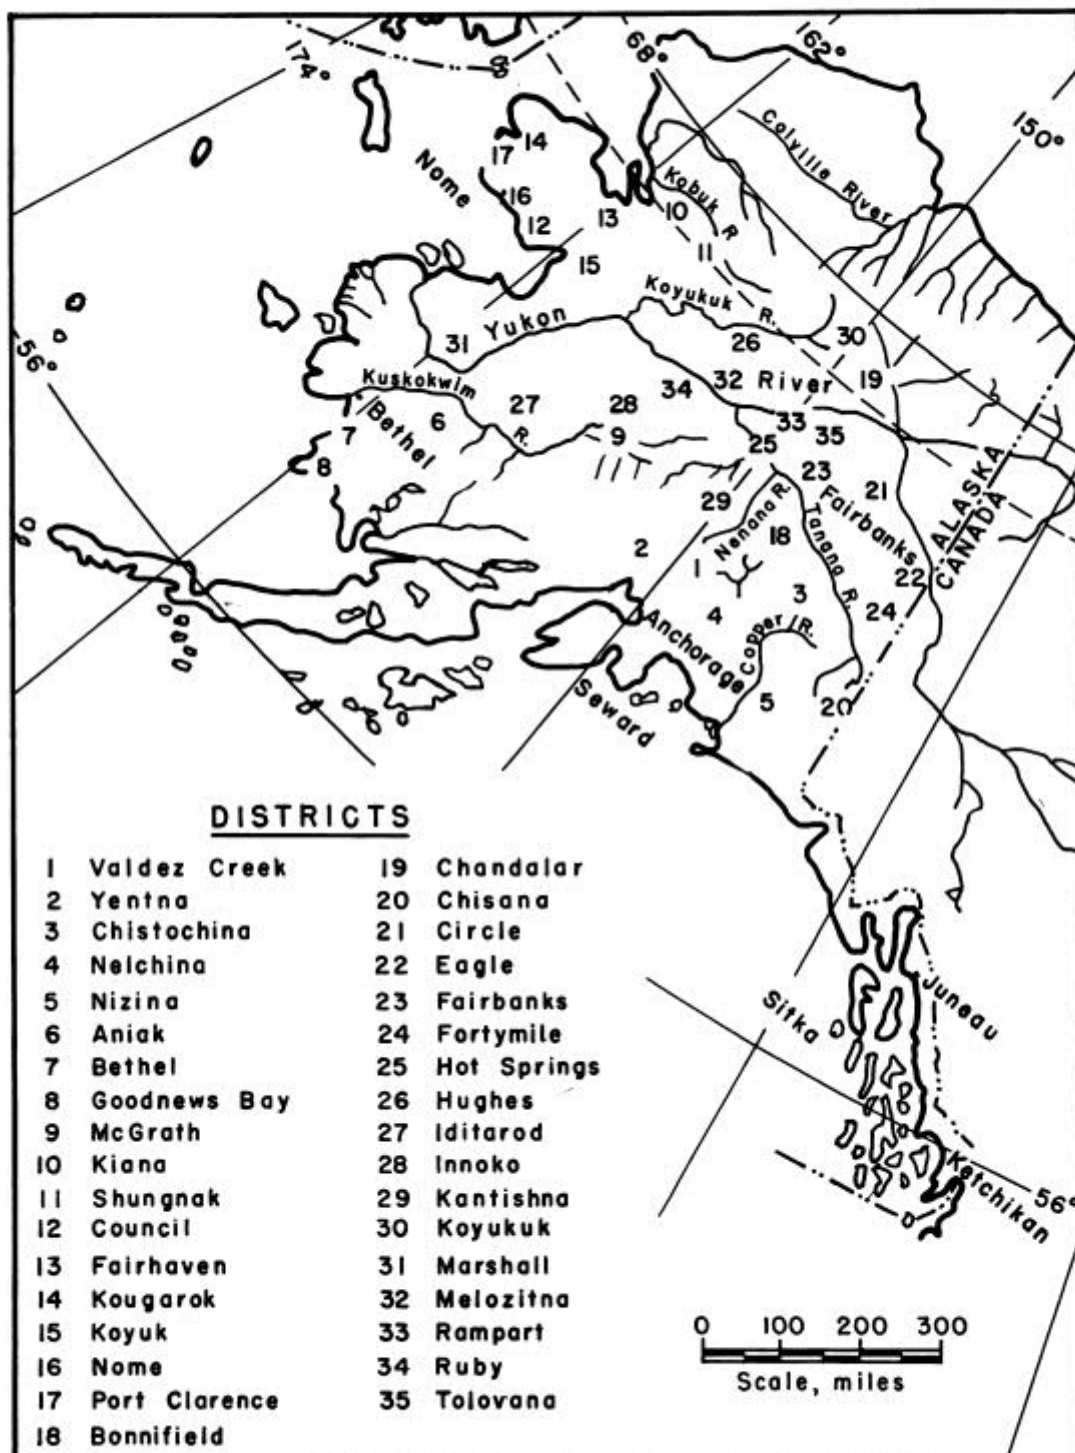 174°
68°
162°
150°
Colville River
Nome
17
14
16
12
13
10
Kobuk R
11
15
Koyukuk R.
30
31
Yukon
26
19
56°
Kuskokwim R.
34
32
River
27
28
6
Bethel
7
9
33
35
25
8
23
21
ALASKA
CANADA
29
Nenana R.
18
Tanana R.
Fairbanks
2
1
22
3
24
4
Anchorage
Copper R.
Seward
5
20
Sitka
Juneau
Ketchikan
56°
DISTRICTS
1 Valdez Creek
2 Yentna
3 Chistochina
4 Nelchina
5 Nizina
6 Aniak
7 Bethel
8 Goodnews Bay
9 McGrath
10 Kiana
11 Shungnak
12 Council
13 Fairhaven
14 Kougarok
15 Koyuk
16 Nome
17 Port Clarence
18 Bonnifield
19 Chandalar
20 Chisana
21 Circle
22 Eagle
23 Fairbanks
24 Fortymile
25 Hot Springs
26 Hughes
27 Iditarod
28 Innoko
29 Kantishna
30 Koyukuk
31 Marshall
32 Melozitna
33 Rampart
34 Ruby
35 Tolovana
0 100 200 300
Scale, miles